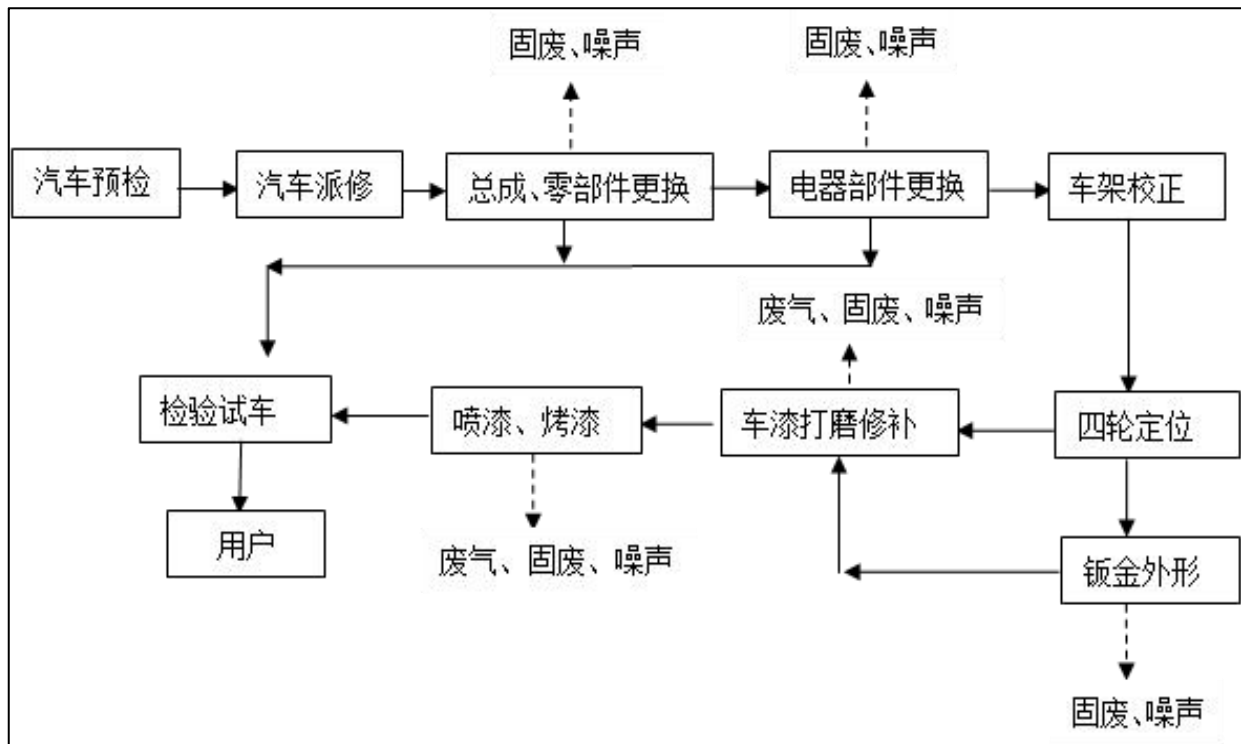 固废、噪声
固废、噪声
汽车预检
汽车派修
总成、零部件更换
电器部件更换
车架校正
废气、固废、噪声
检验试车
喷漆、烤漆
车漆打磨修补
四轮定位
用户
废气、固废、噪声
钣金外形
固废、噪声